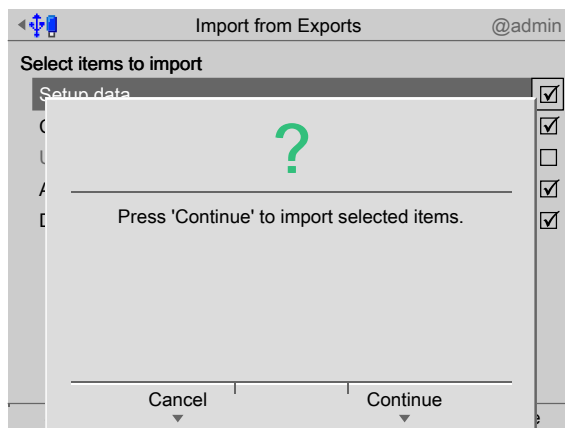 Import from Exports @admin
Select items to import
Setup data
?
Press 'Continue' to import selected items.
Cancel Continue